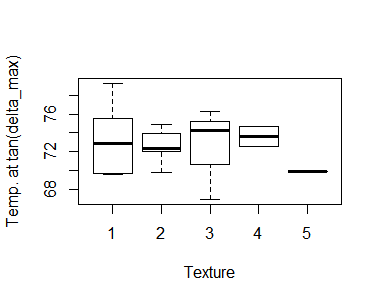 Temp. at tan(delta_max)
76
72
68
1 2 3 4 5
Texture